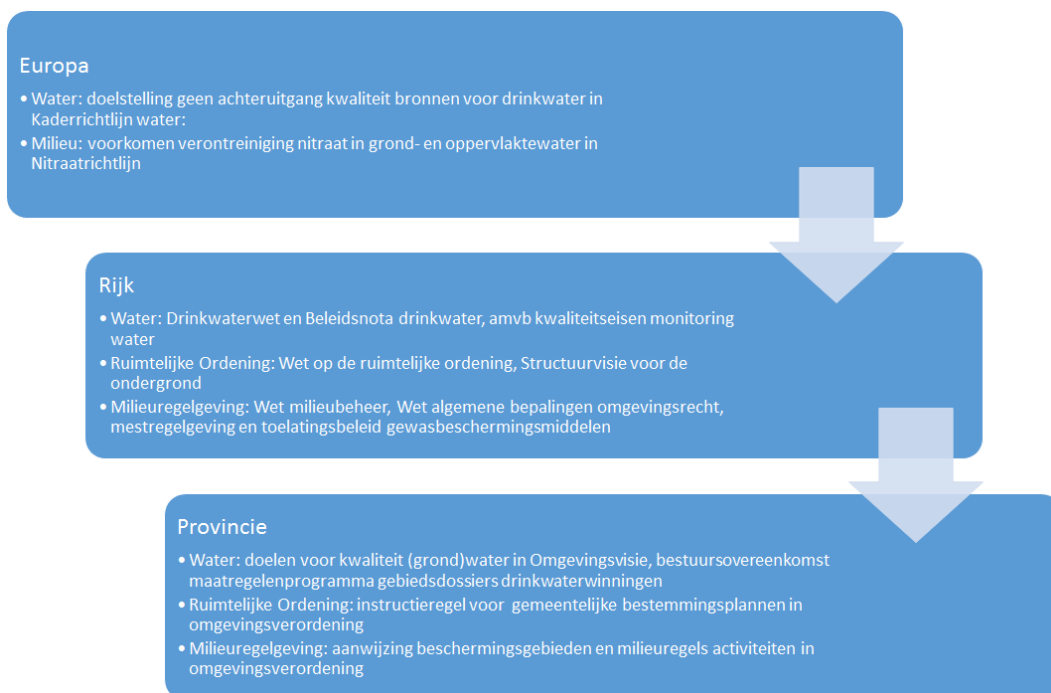 Europa
• Water: doelstelling geen achteruitgang kwaliteit bronnen voor drinkwater in
Kaderrichtlijn water:
• Milieu: voorkomen verontreiniging nitraat in grond- en oppervlaktewater in
Nitraatrichtlijn
Rijk
• Water: Drinkwaterwet en Beleidsnota drinkwater, amvb kwaliteitseisen monitoring
water
• Ruimtelijke Ordening: Wet op de ruimtelijke ordening, Structuurvisie voor de
ondergrond
• Milieuregelgeving: Wet milieubeheer, Wet algemene bepalingen omgevingsrecht,
mestregelgeving en toelatingsbeleid gewasbeschermingsmiddelen
Provincie
• Water: doelen voor kwaliteit (grond)water in Omgevingsvisie, bestuursovereenkomst
maatregelenprogramma gebiedsdossiers drinkwaterwinningen
• Ruimtelijke Ordening: instructieregel voor gemeentelijke bestemmingsplannen in
omgevingsverordening
• Milieuregelgeving: aanwijzing beschermingsgebieden en milieuregels activiteiten in
omgevingsverordening